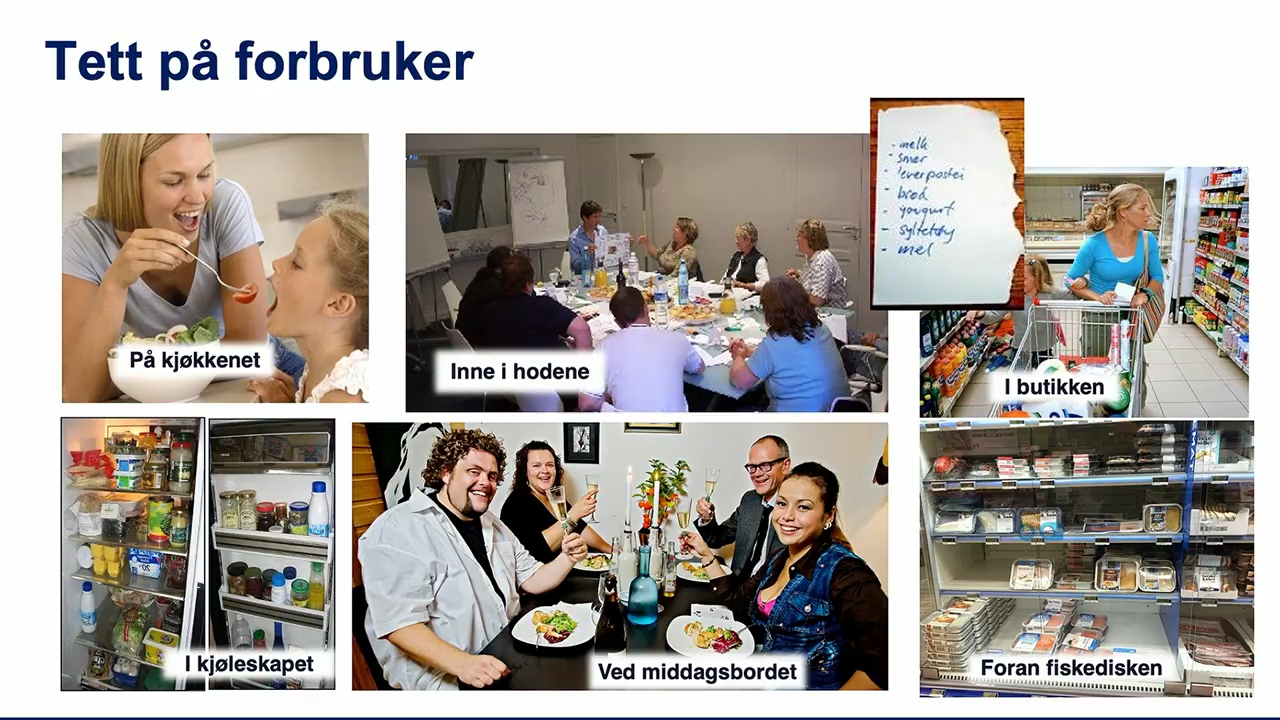 Tett på forbruker
- melk
- smør
- leverpostei
- brød
- yougurt
- syltetøy
- mel
På kjøkkenet
Inne i hodene
I butikken
I kjøleskapet
Ved middagsbordet
Foran fiskedisken